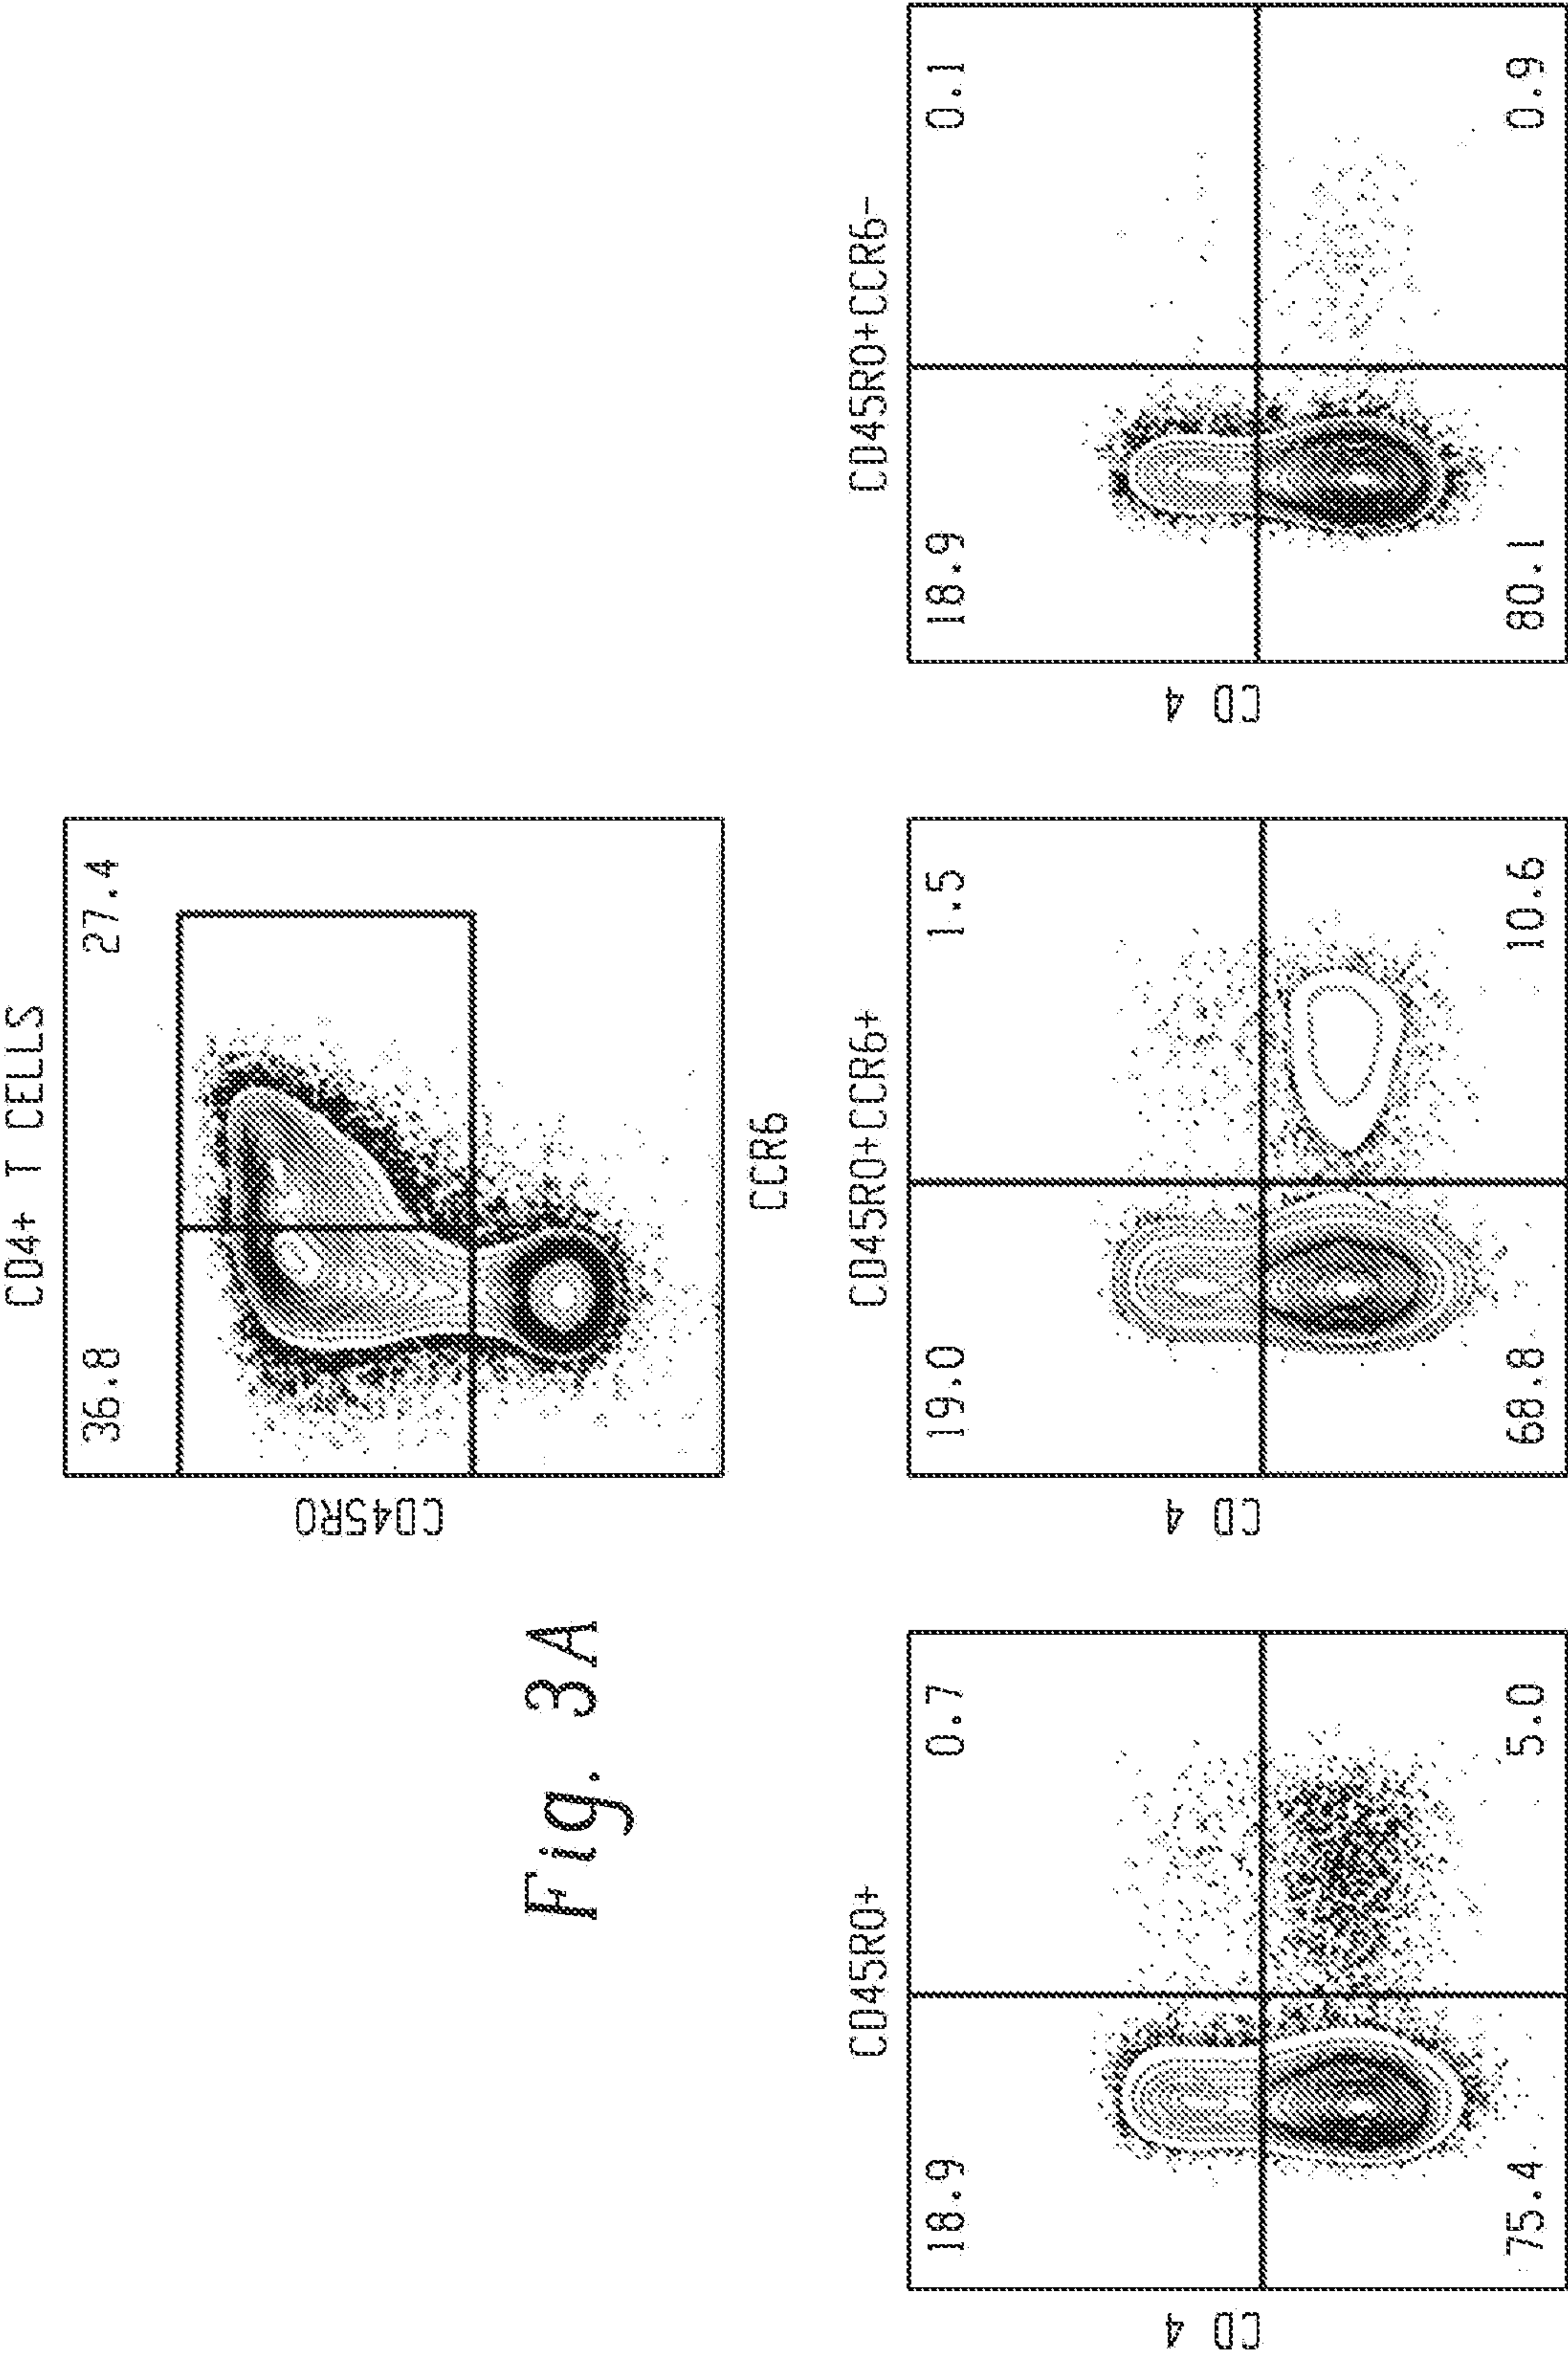 Fig. 3A
CD4+ T CELLS
36.8
27.4
CD45RO
CCR6
CD45RO+
18.9
0.7
CD 4
75.4
5.0
CD45RO+CCR6+
19.0
1.5
CD 4
68.8
10.6
CD45RO+CCR6-
18.9
0.1
CD 4
80.1
0.9